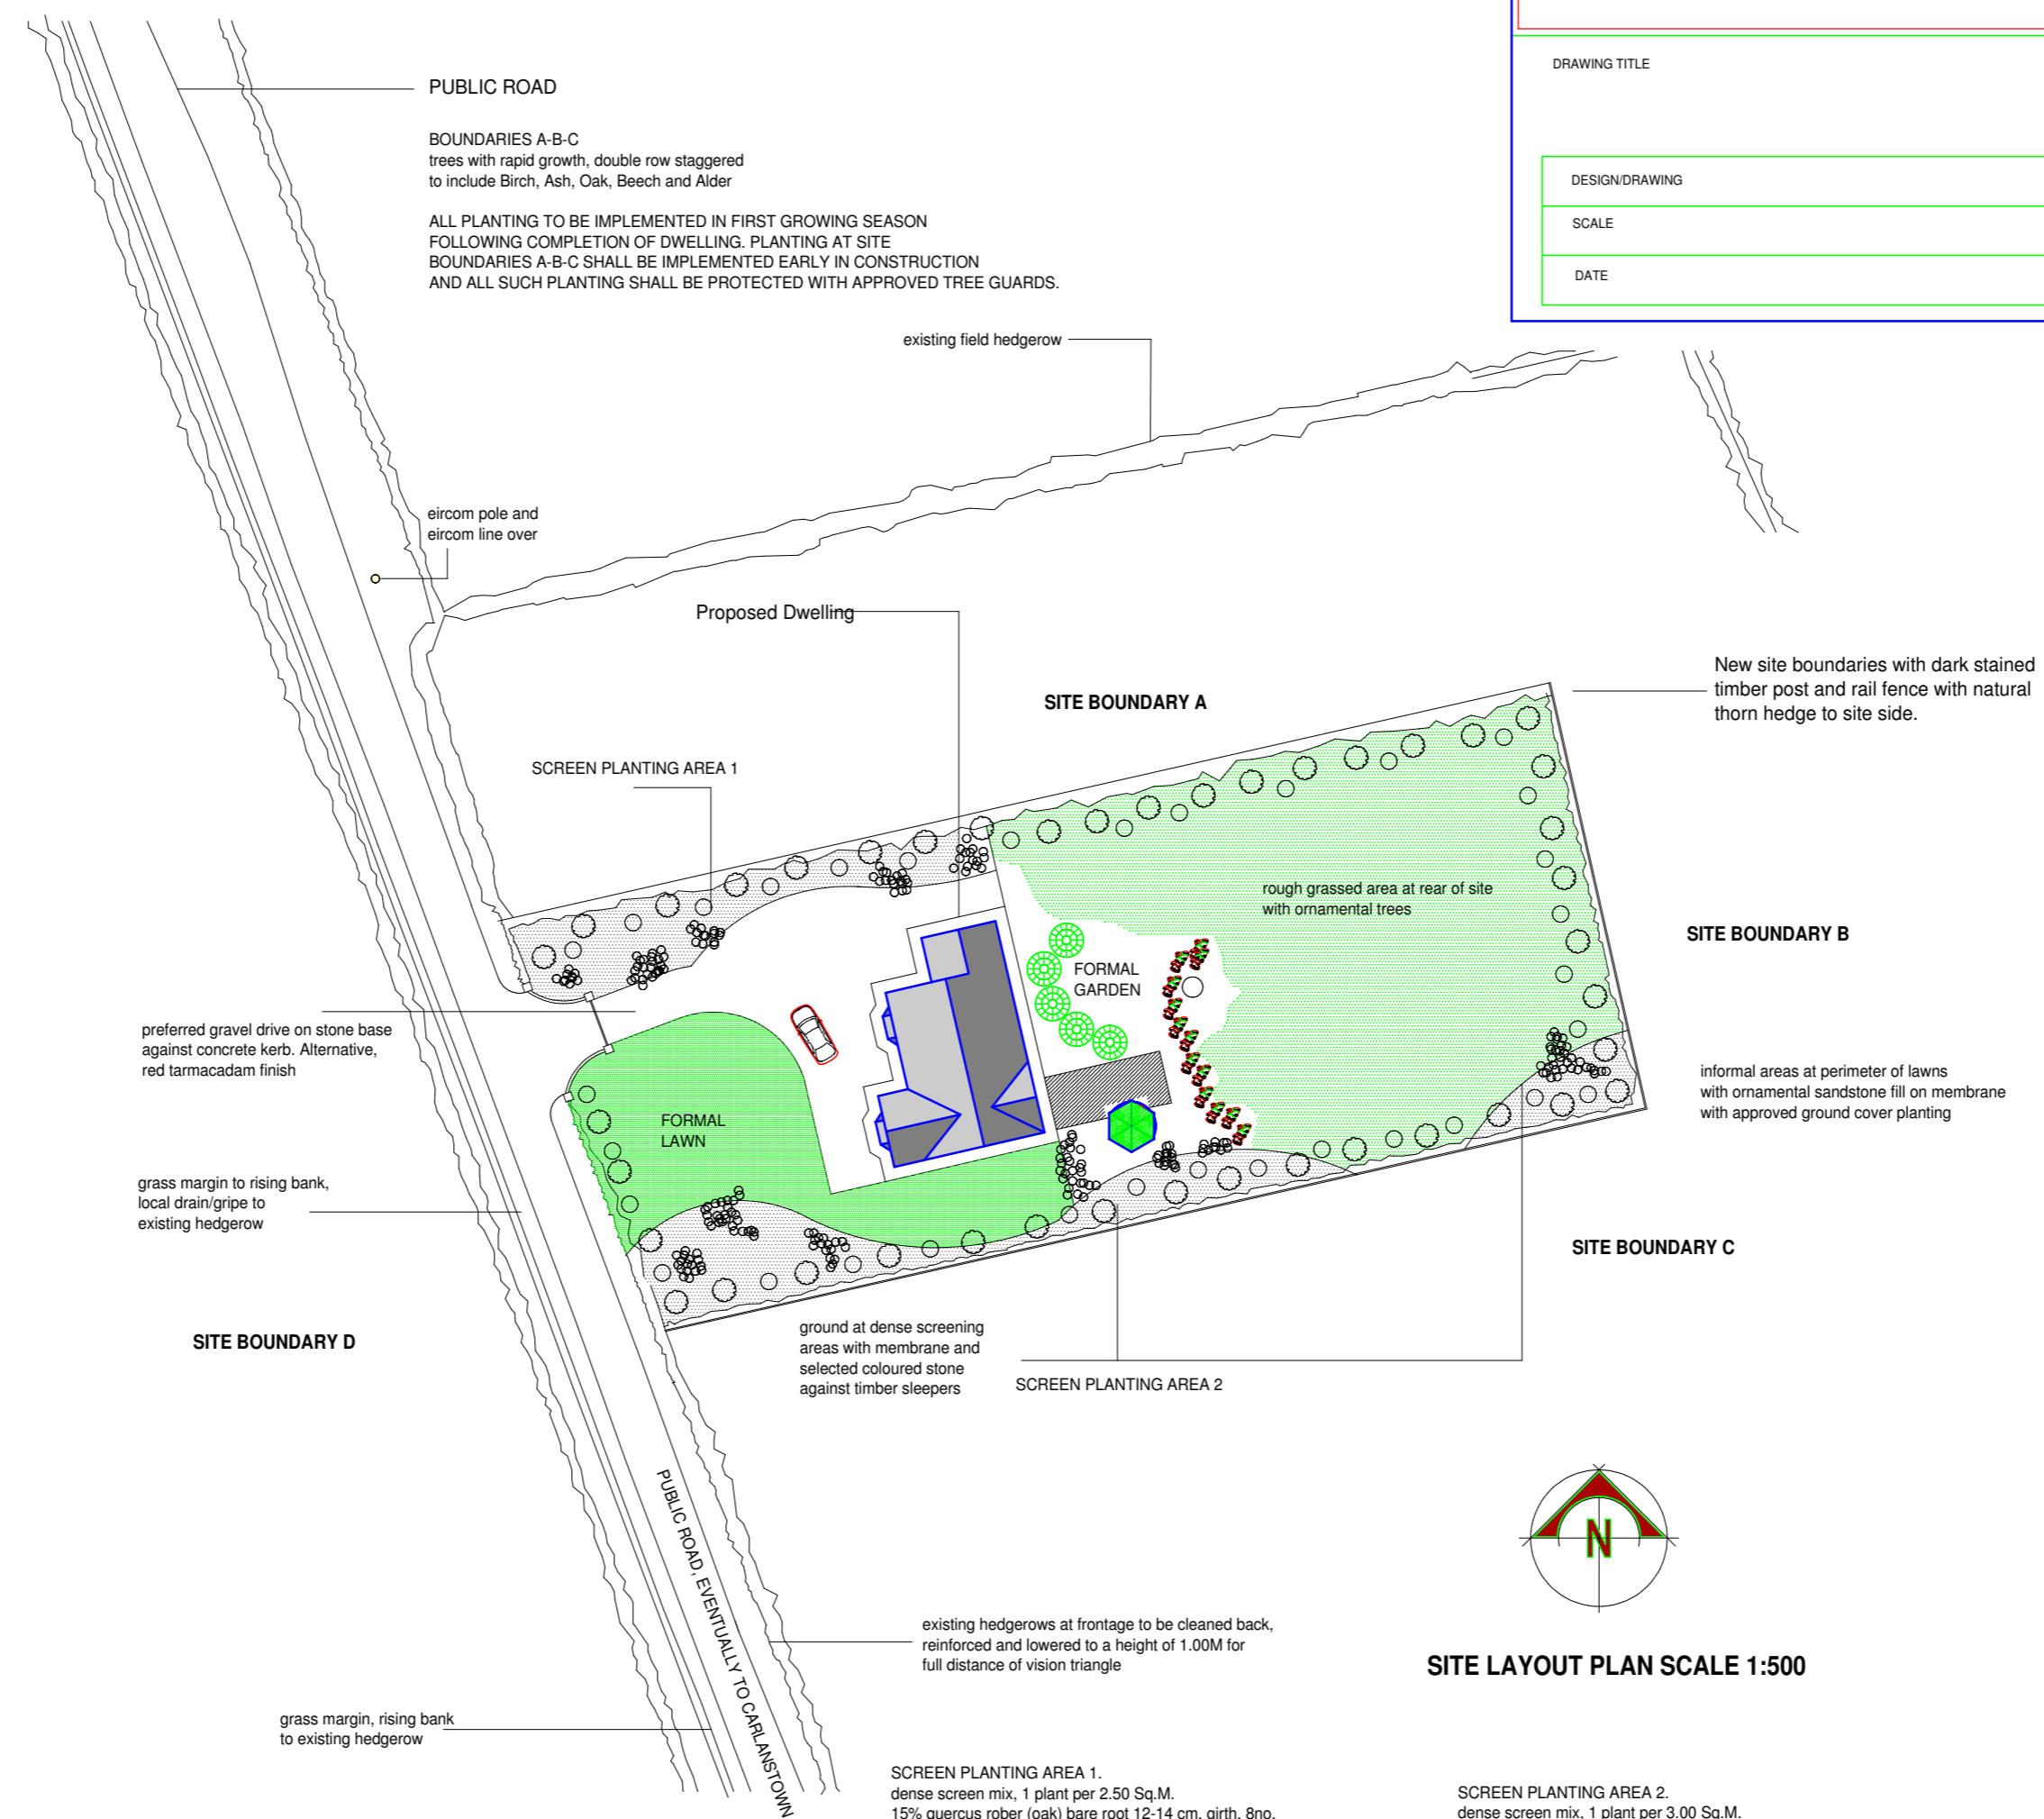 DRAWING TITLE
DESIGN/DRAWING
SCALE
DATE
PUBLIC ROAD
BOUNDARIES A-B-C
trees with rapid growth, double row staggered
to include Birch, Ash, Oak, Beech and Alder
ALL PLANTING TO BE IMPLEMENTED IN FIRST GROWING SEASON
FOLLOWING COMPLETION OF DWELLING. PLANTING AT SITE
BOUNDARIES A-B-C SHALL BE IMPLEMENTED EARLY IN CONSTRUCTION
AND ALL SUCH PLANTING SHALL BE PROTECTED WITH APPROVED TREE GUARDS.
existing field hedgerow
eircom pole and
eircom line over
Proposed Dwelling
New site boundaries with dark stained
timber post and rail fence with natural
thorn hedge to site side.
SITE BOUNDARY A
SCREEN PLANTING AREA 1
rough grassed area at rear of site
with ornamental trees
SITE BOUNDARY B
FORMAL
GARDEN
preferred gravel drive on stone base
against concrete kerb. Alternative,
red tarmacadam finish
informal areas at perimeter of lawns
with ornamental sandstone fill on membrane
with approved ground cover planting
FORMAL
LAWN
grass margin to rising bank,
local drain/gripe to
existing hedgerow
SITE BOUNDARY C
SITE BOUNDARY D
ground at dense screening
areas with membrane and
selected coloured stone
against timber sleepers
SCREEN PLANTING AREA 2
PUBLIC ROAD, EVENTUALLY TO CARLANSTOWN
N
existing hedgerows at frontage to be cleaned back,
reinforced and lowered to a height of 1.00M for
full distance of vision triangle
SITE LAYOUT PLAN SCALE 1:500
grass margin, rising bank
to existing hedgerow
SCREEN PLANTING AREA 1.
dense screen mix, 1 plant per 2.50 Sq.M.
15% quercus rober (oak) bare root 12-14 cm. girth. 8no.
SCREEN PLANTING AREA 2.
dense screen mix, 1 plant per 3.00 Sq.M.